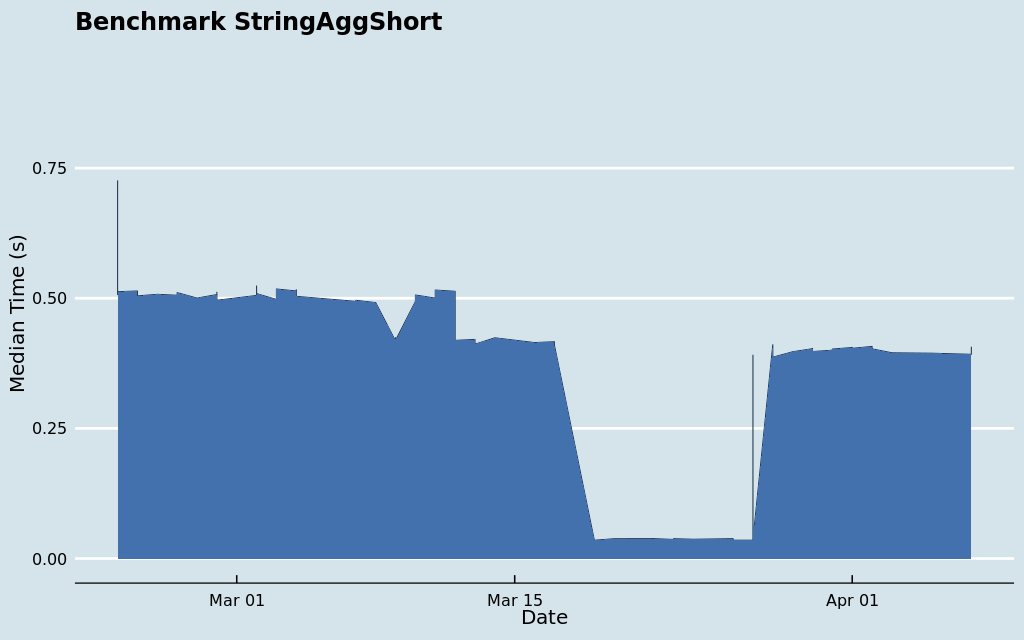 Benchmark StringAggShort
Median Time (s)
0.75
0.50
0.25
0.00
Mar 01
Mar 15
Apr 01
Date